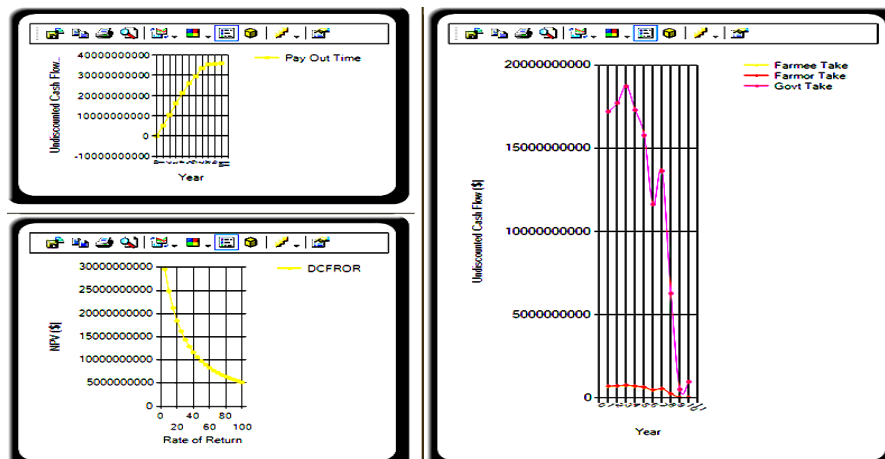 40000000000
30000000000
20000000000
10000000000
0
-10000000000
Undiscounted Cash Flow...
Year
Pay Out Time
30000000000
25000000000
20000000000
15000000000
10000000000
5000000000
0
NPV ($)
0 40 80
20 60 100
Rate of Return
DCFROR
20000000000
15000000000
10000000000
5000000000
0
Undiscounted Cash Flow ($)
Year
Farmee Take
Farmor Take
Govt Take